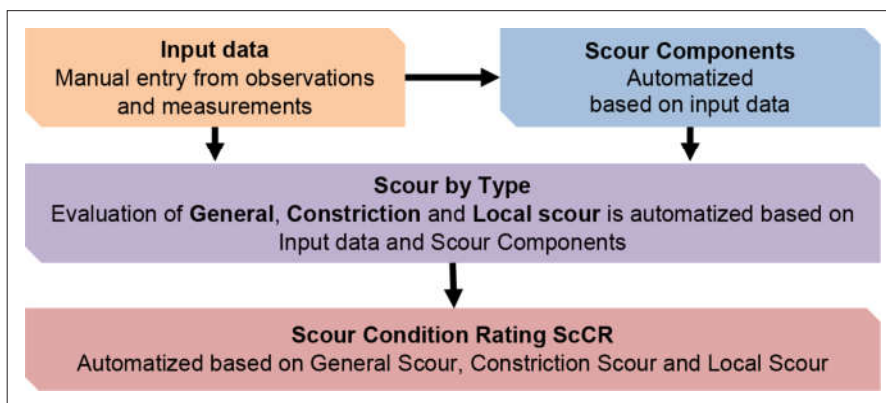 Input data
Manual entry from observations
and measurements
Scour Components
Automatized
based on input data
Scour by Type
Evaluation of General, Constriction and Local scour is automatized based on
Input data and Scour Components
Scour Condition Rating ScCR
Automatized based on General Scour, Constriction Scour and Local Scour